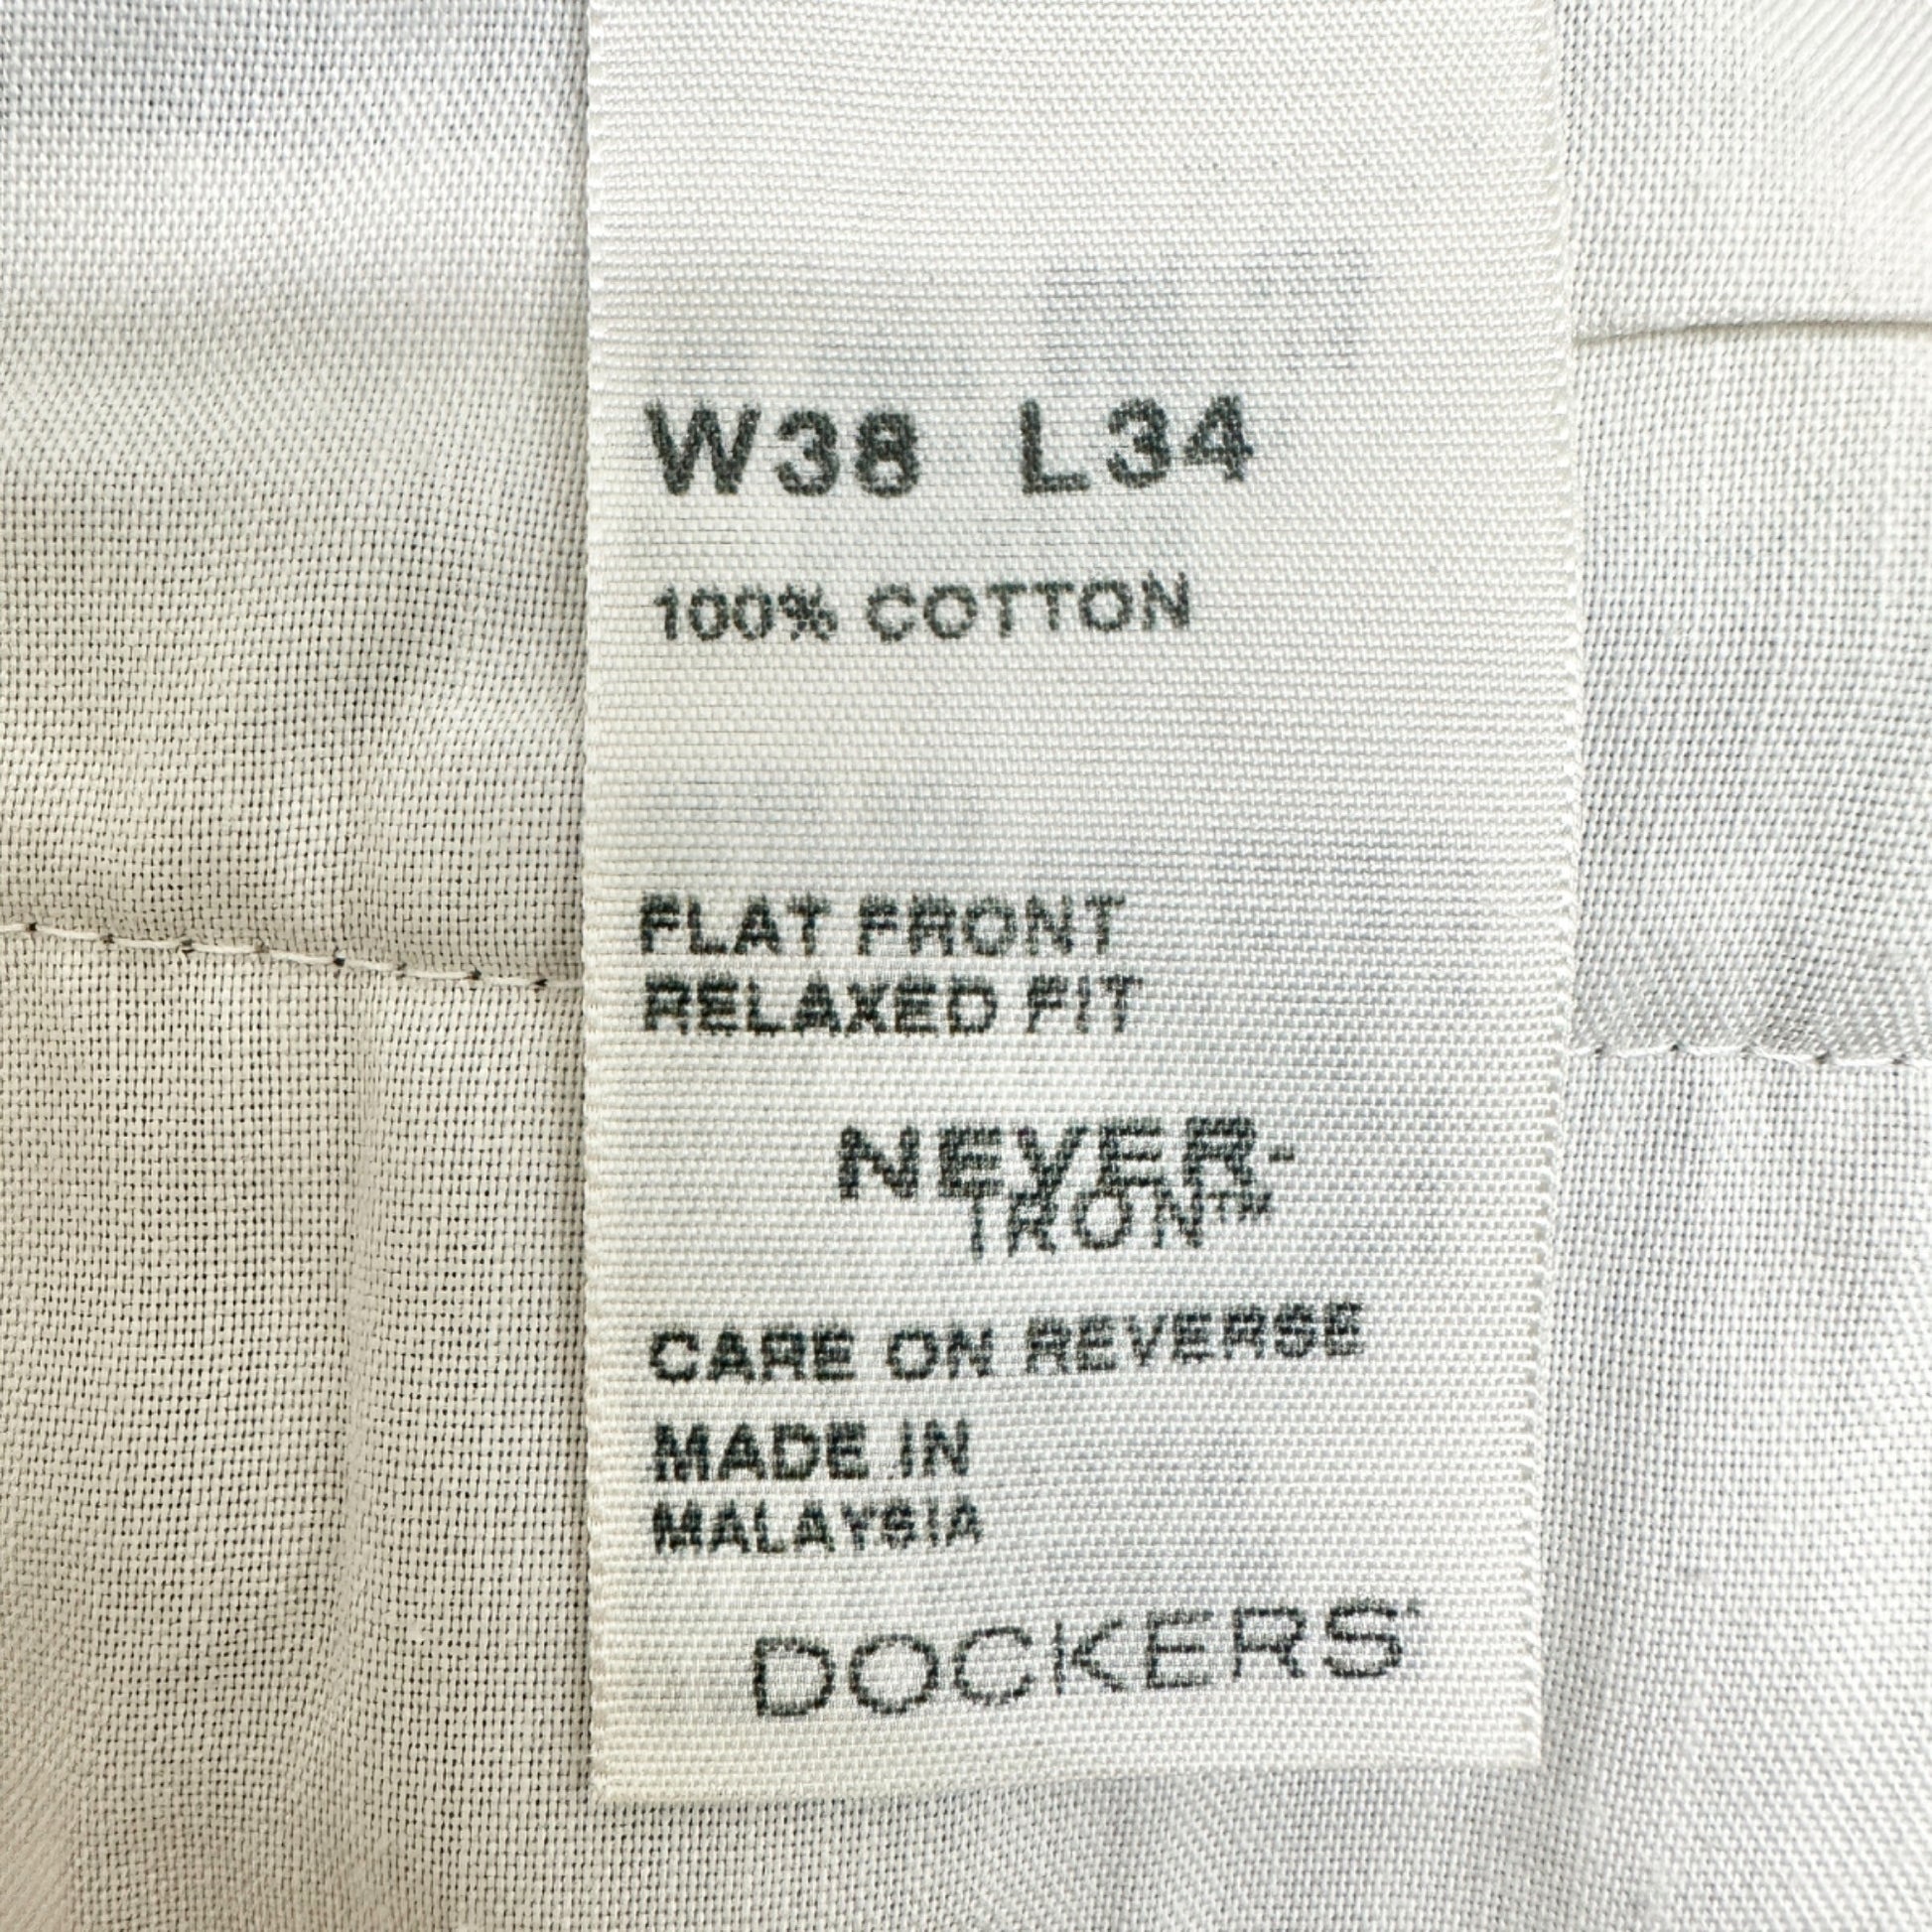 W38 L34
100% COTTON
FLAT FRONT
RELAXED FIT
NEVER-
IRON™
CARE ON REVERSE
MADE IN
MALAYSIA
DOCKERS